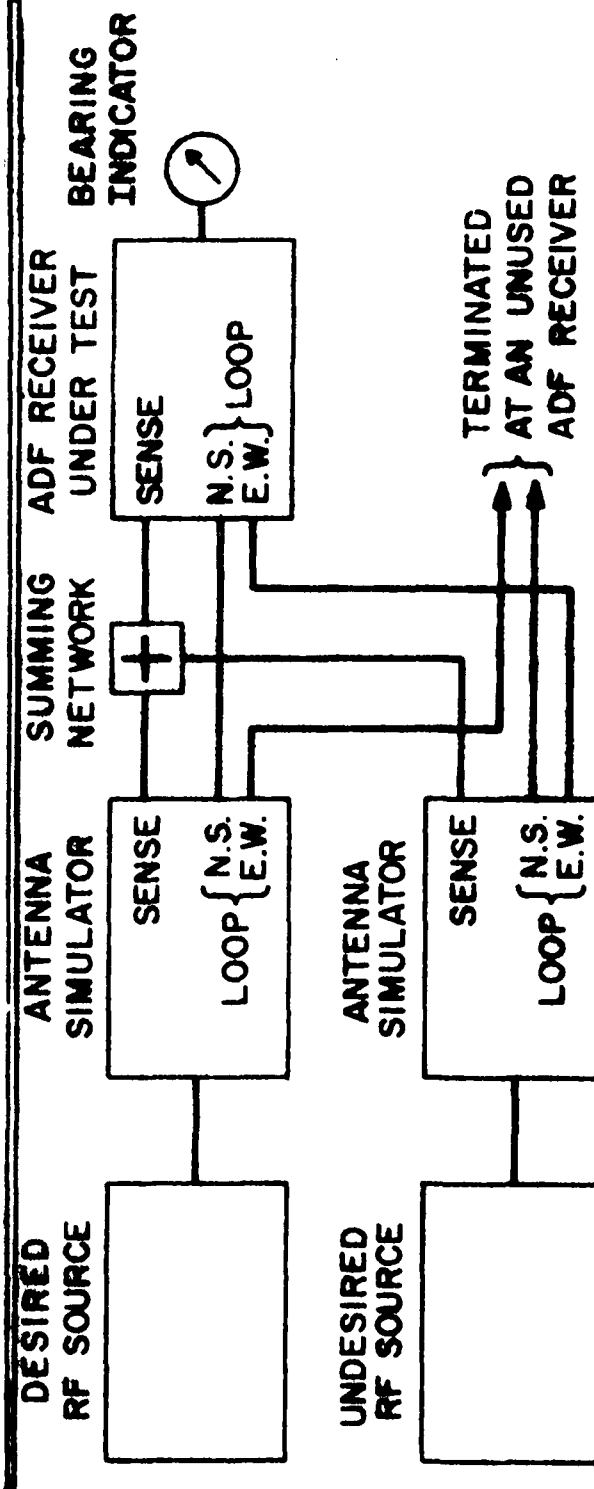 DESIRED
RF SOURCE
ANTENNA
SIMULATOR
SENSE
LOOP { N.S.
E.W.
SUMMING
NETWORK
+
ADF RECEIVER
UNDER TEST
SENSE
N.S. } LOOP
E.W.
BEARING
INDICATOR
UNDESIRED
RF SOURCE
ANTENNA
SIMULATOR
SENSE
LOOP { N.S.
E.W.
TERMINATED
AT AN UNUSED
ADF RECEIVER